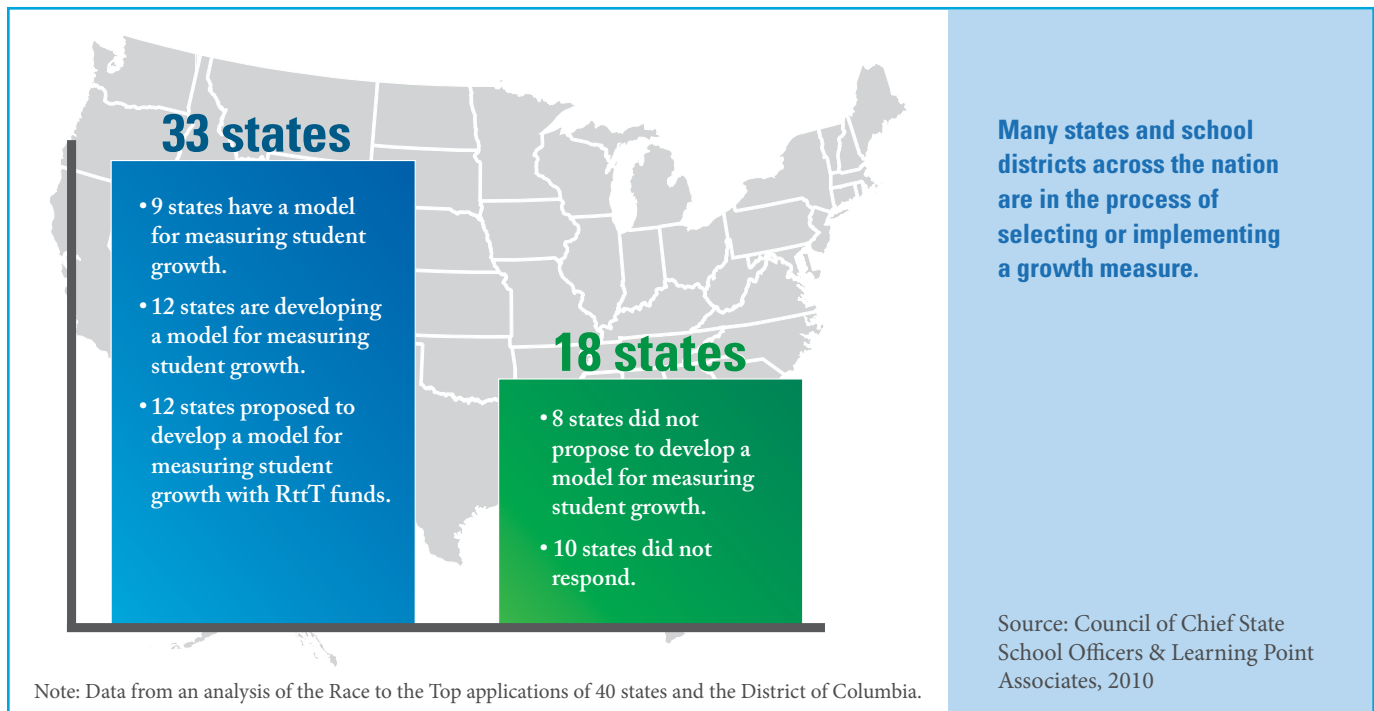 33 states
• 9 states have a model
for measuring student
growth.
• 12 states are developing
a model for measuring
student growth.
• 12 states proposed to
develop a model for
measuring student
growth with RttT funds.
18 states
• 8 states did not
propose to develop a
model for measuring
student growth.
• 10 states did not
respond.
Note: Data from an analysis of the Race to the Top applications of 40 states and the District of Columbia.
Many states and school
districts across the nation
are in the process of
selecting or implementing
a growth measure.
Source: Council of Chief State
School Officers & Learning Point
Associates, 2010